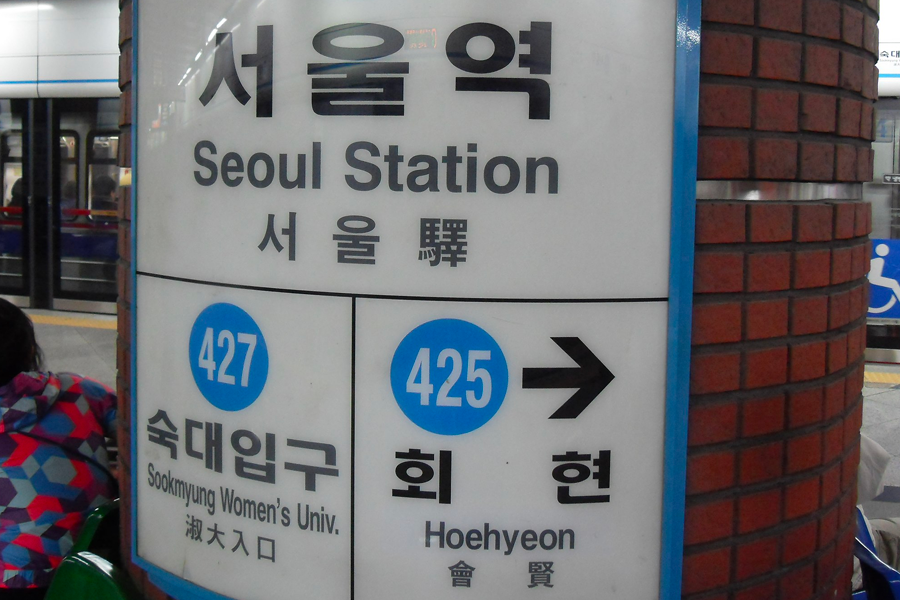 서울역
Seoul Station
서울驛
427
숙대입구
Sookmyung Women's Univ.
淑大入口
425
회현
Hoehyeon
會賢